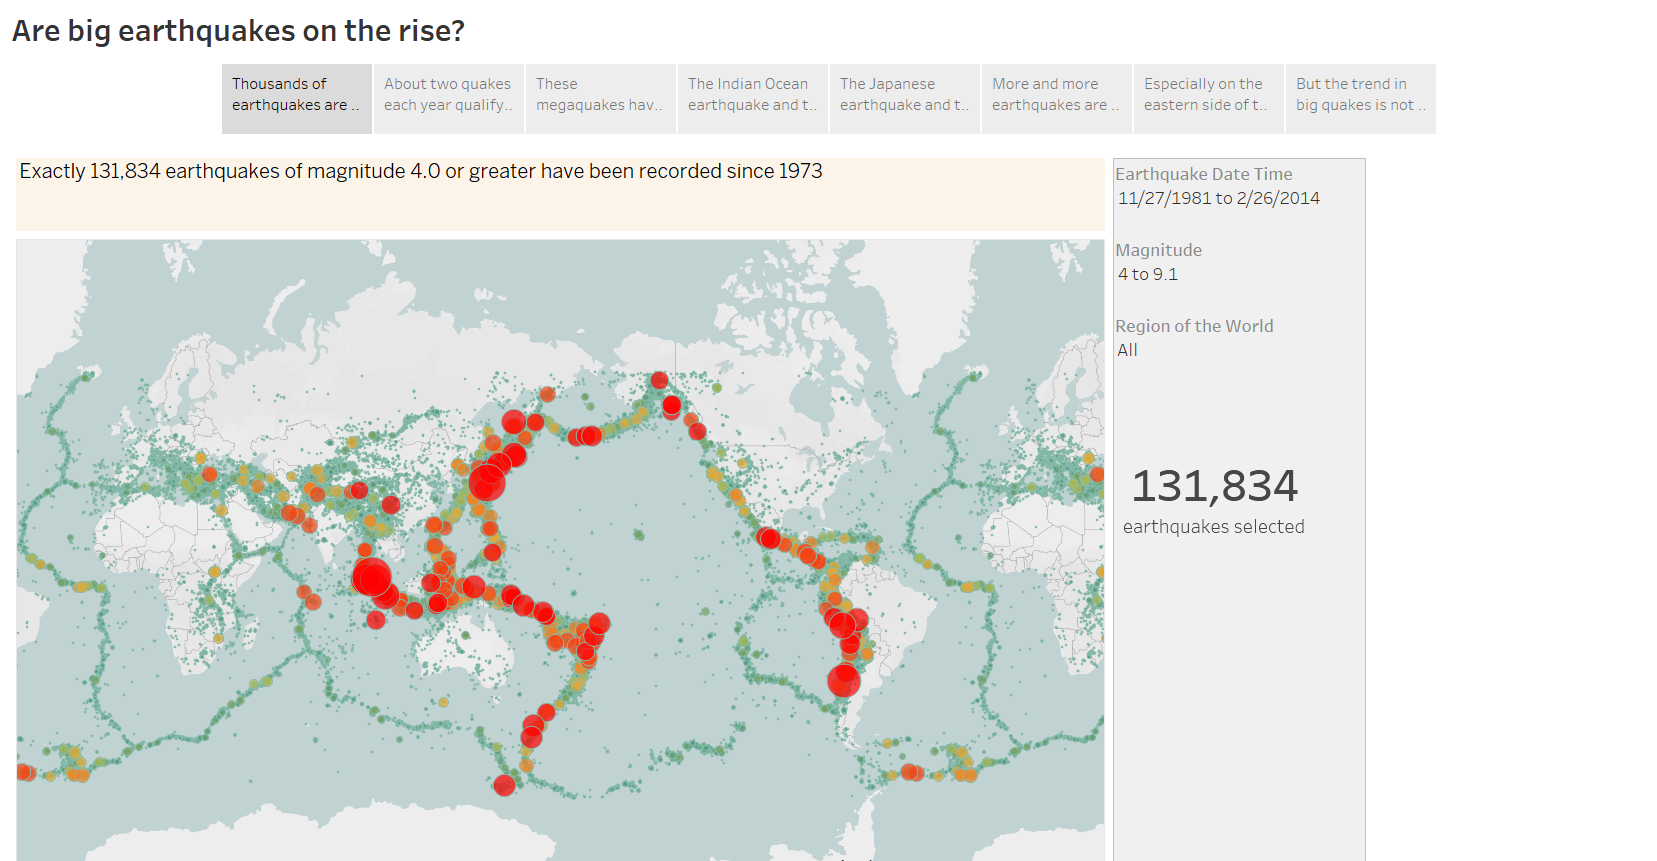 Are big earthquakes on the rise?
Thousands of
earthquakes are ..
About two quakes
each year qualify..
These
megaquakes hav..
The Indian Ocean
earthquake and t..
The Japanese
earthquake and t..
More and more
earthquakes are ..
Especially on the
eastern side of t..
But the trend in
big quakes is not ..
Exactly 131,834 earthquakes of magnitude 4.0 or greater have been recorded since 1973
Earthquake Date Time
11/27/1981 to 2/26/2014
Magnitude
4 to 9.1
Region of the World
All
131,834
earthquakes selected